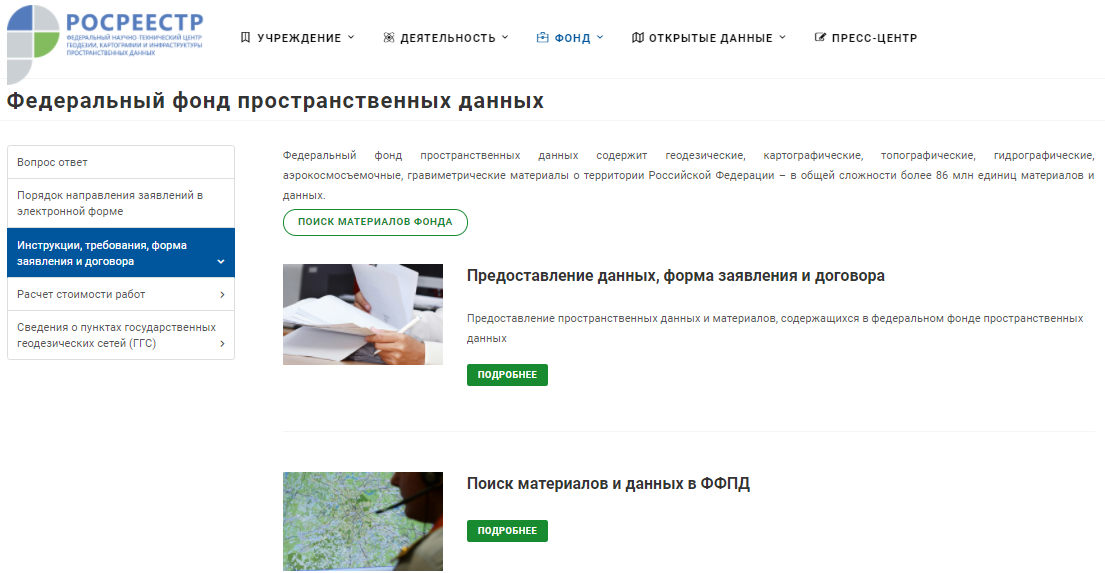 РОСРЕЕСТР
ФЕДЕРАЛЬНЫЙ НАУЧНО-ТЕХНИЧЕСКИЙ ЦЕНТР
ГЕОДЕЗИИ, КАРТОГРАФИИ И ИНФРАСТРУКТУРЫ
ПРОСТРАНСТВЕННЫХ ДАННЫХ
УЧРЕЖДЕНИЕ ДЕЯТЕЛЬНОСТЬ ФОНД ОТКРЫТЫЕ ДАННЫЕ ПРЕСС-ЦЕНТР
Федеральный фонд пространственных данных
Вопрос ответ
Порядок направления заявлений в
электронной форме
Инструкции, требования, форма
заявления и договора
Расчет стоимости работ
Сведения о пунктах государственных
геодезических сетей (ГГС)
Федеральный фонд пространственных данных содержит геодезические, картографические, топографические, гидрографические,
аэрокосмосъемочные, гравиметрические материалы о территории Российской Федерации – в общей сложности более 86 млн единиц материалов и
данных.
ПОИСК МАТЕРИАЛОВ ФОНДА
Предоставление данных, форма заявления и договора
Предоставление пространственных данных и материалов, содержащихся в федеральном фонде пространственных
данных
ПОДРОБНЕЕ
Поиск материалов и данных в ФФПД
ПОДРОБНЕЕ